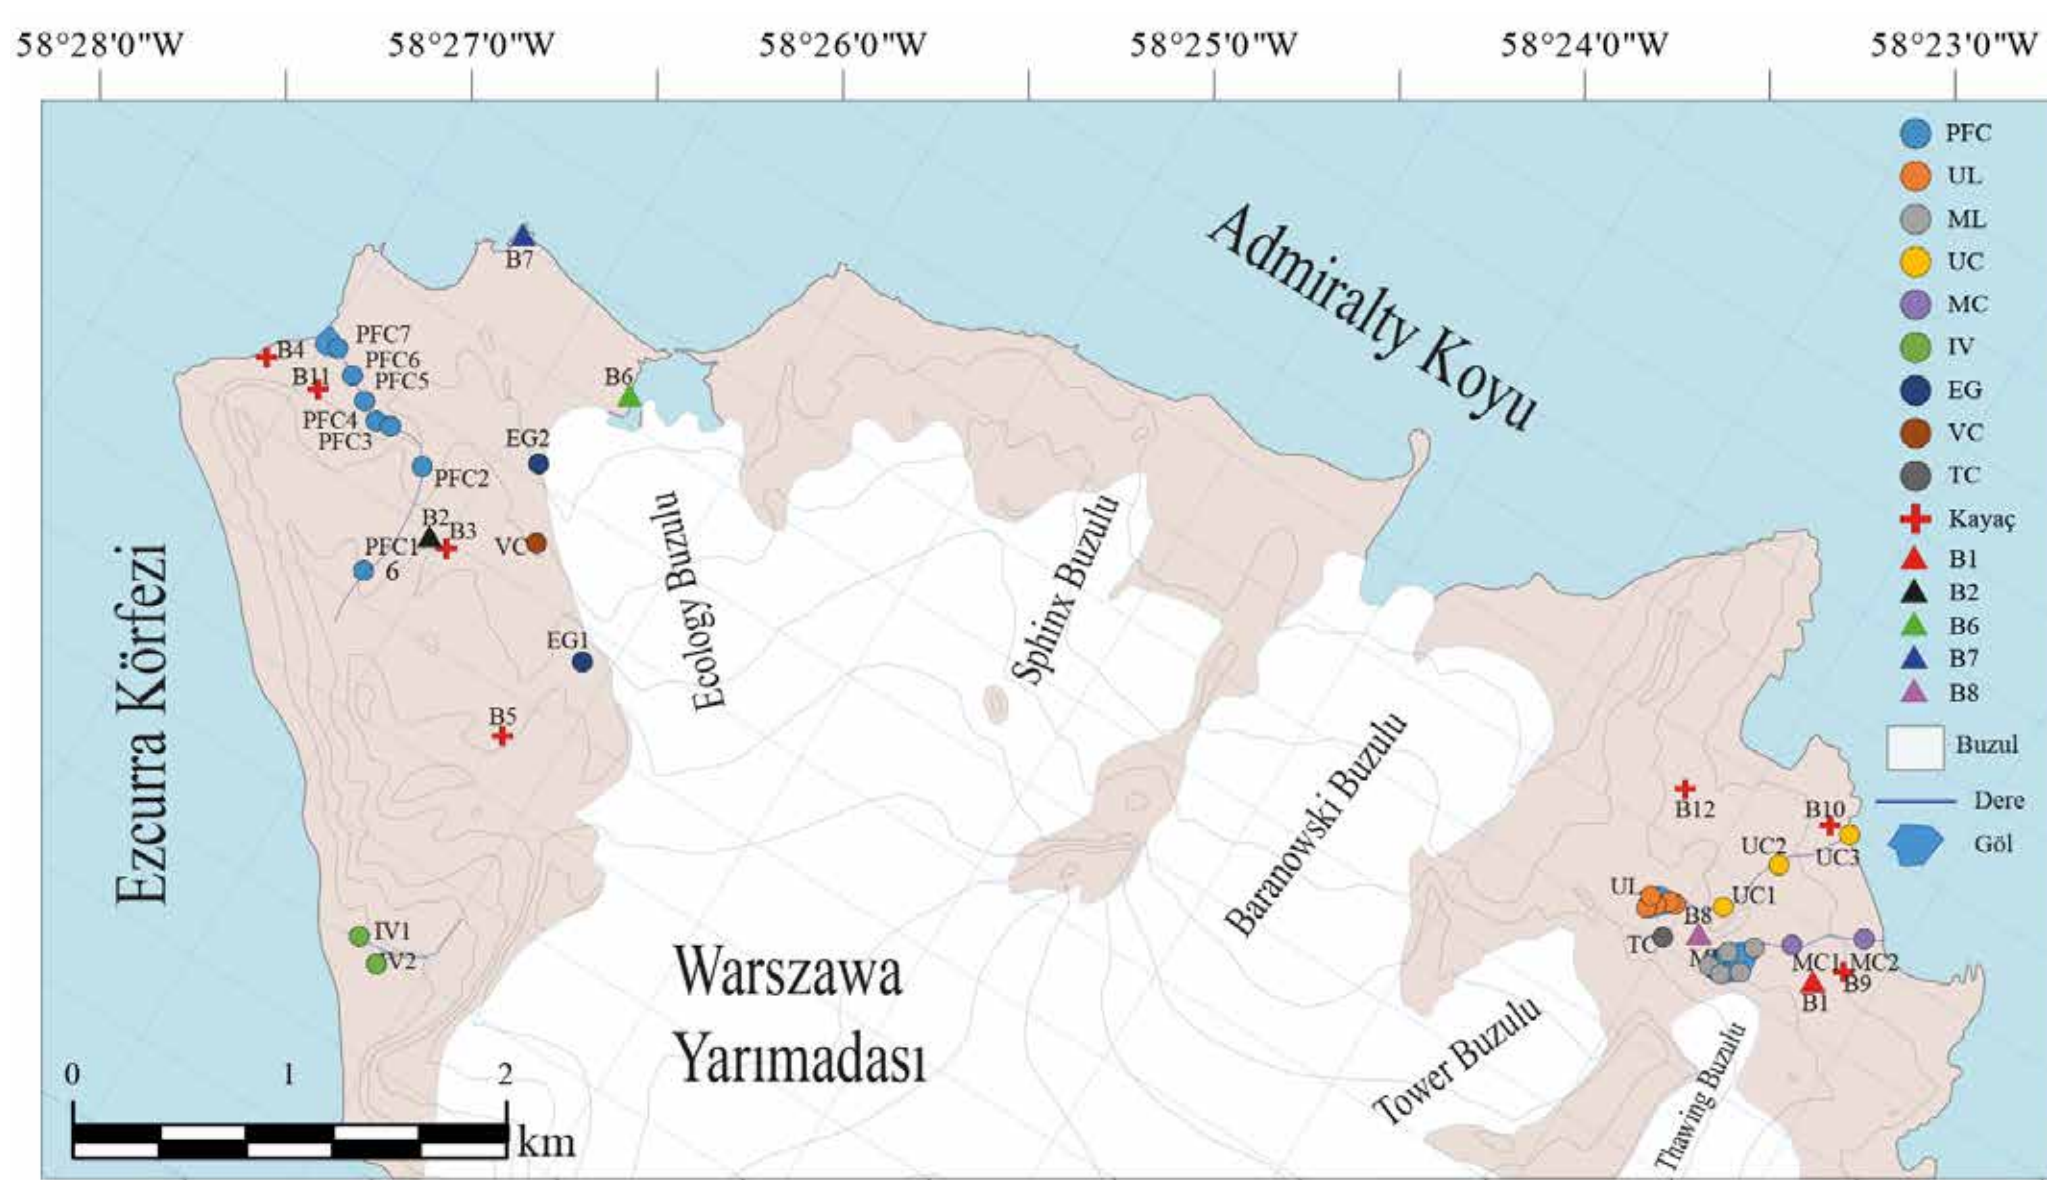 58°28'0"W 58°27'0"W 58°26'0"W 58°25'0"W 58°24'0"W 58°23'0"W
PFC
UL
ML
UC
MC
IV
EG
VC
TC
Kayaç
B1
B2
B6
B7
B8
Buzul
Dere
Göl
Admiralty Koyu
B7
PFC7
B4
PFC6
B11
PFC5
B6
PFC4
PFC3
EG2
PFC2
B2
B3
PFC1
VC
6
EG1
B5
Ezcurra Körfezi
Ecology Buzulu
Sphinx Buzulu
Baranowski Buzulu
Tower Buzulu
Thawing Buzulu
Warszawa
Yarımadası
IV1
IV2
B12
B10
UC2
UC3
UL
UC1
B8
TC
MC1
MC2
B9
B1
0 1 2
km